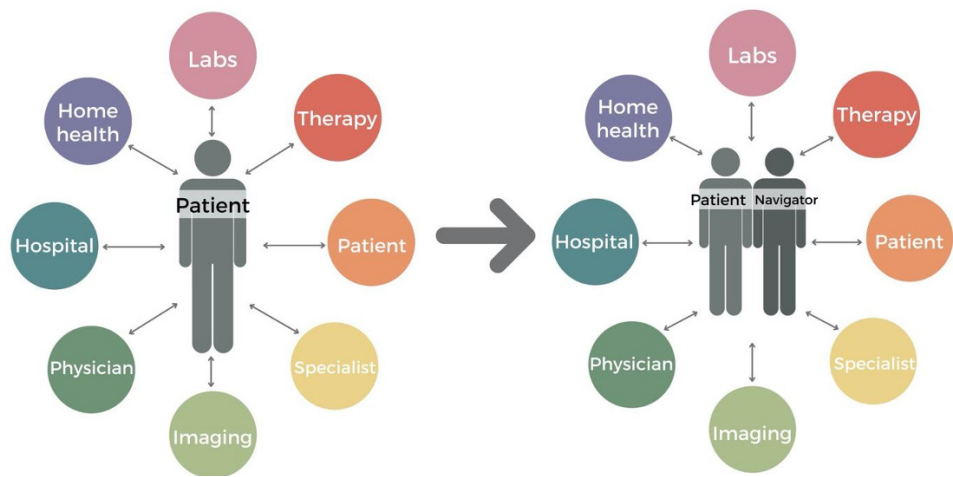 Labs
Home
health
Therapy
Patient
Hospital
Patient
Physician
Specialist
Imaging
Labs
Home
health
Therapy
Patient
Navigator
Hospital
Patient
Physician
Specialist
Imaging